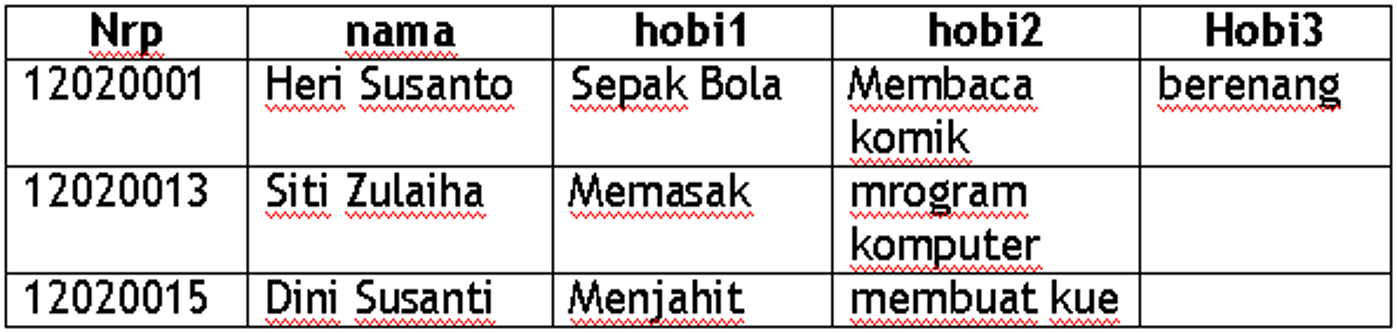 Nrp nama hobi1 hobi2 Hobi3
12020001 Heri Susanto Sepak Bola Membaca berenang
komik
12020013 Siti Zulaiha Memasak mrogram
komputer
12020015 Dini Susanti Menjahit membuat kue